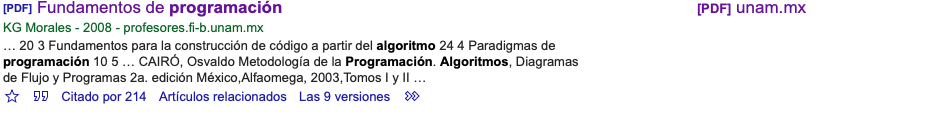 [PDF] Fundamentos de programación
[PDF] unam.mx
KG Morales - 2008 - profesores.fi-b.unam.mx
… 20 3 Fundamentos para la construcción de código a partir del algoritmo 24 4 Paradigmas de
programación 10 5 … CAIRÓ, Osvaldo Metodología de la Programación. Algoritmos, Diagramas
de Flujo y Programas 2a. edición México,Alfaomega, 2003,Tomos I y II …
Citado por 214 Artículos relacionados Las 9 versiones